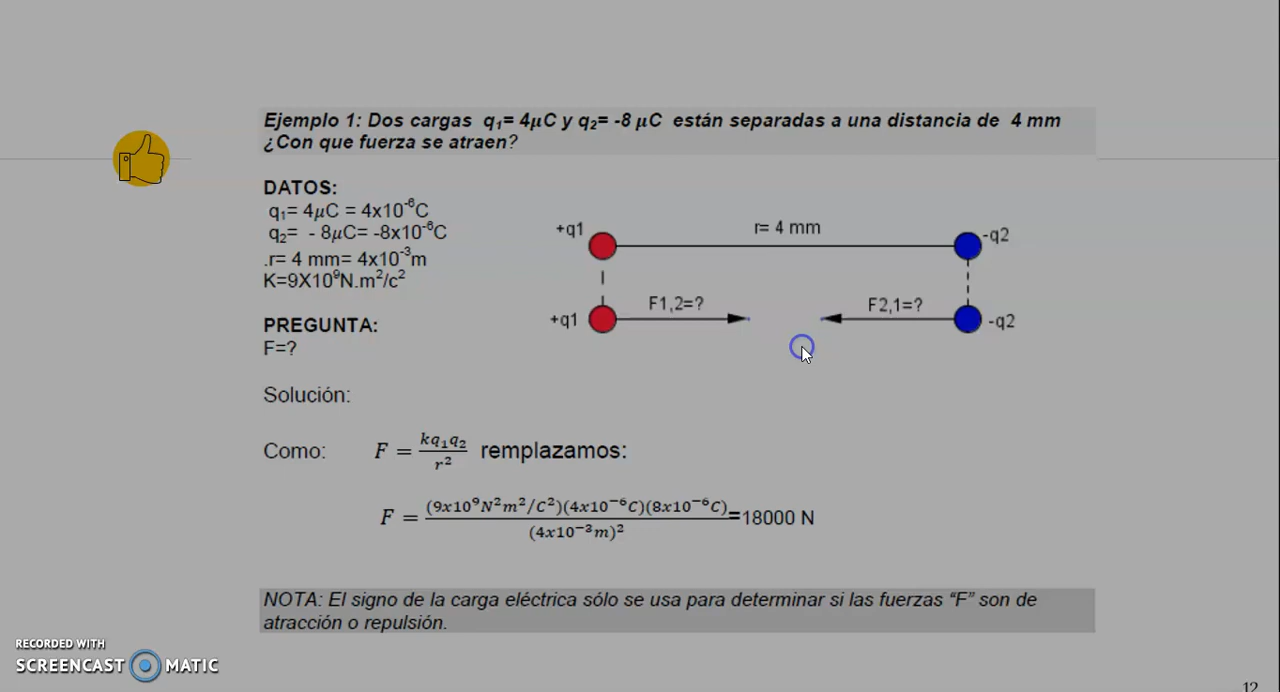 Ejemplo 1: Dos cargas q₁= 4μC y q₂= -8 μC están separadas a una distancia de 4 mm
¿Con que fuerza se atraen?
DATOS:
q₁= 4μC = 4x10⁻⁶C
q₂= - 8μC= -8x10⁻⁶C
.r= 4 mm= 4x10⁻³m
K=9X10⁹N.m²/c²
+q1
r= 4 mm
-q2
+q1
F1,2=?
F2,1=?
-q2
PREGUNTA:
F=?
Solución:
Como: F = kq₁q₂/r² remplazamos:
F = (9x10⁹N²m²/C²)(4x10⁻⁶C)(8x10⁻⁶C)/(4x10⁻³m)² =18000 N
NOTA: El signo de la carga eléctrica sólo se usa para determinar si las fuerzas “F” son de
atracción o repulsión.
RECORDED WITH
SCREENCAST MATIC
12